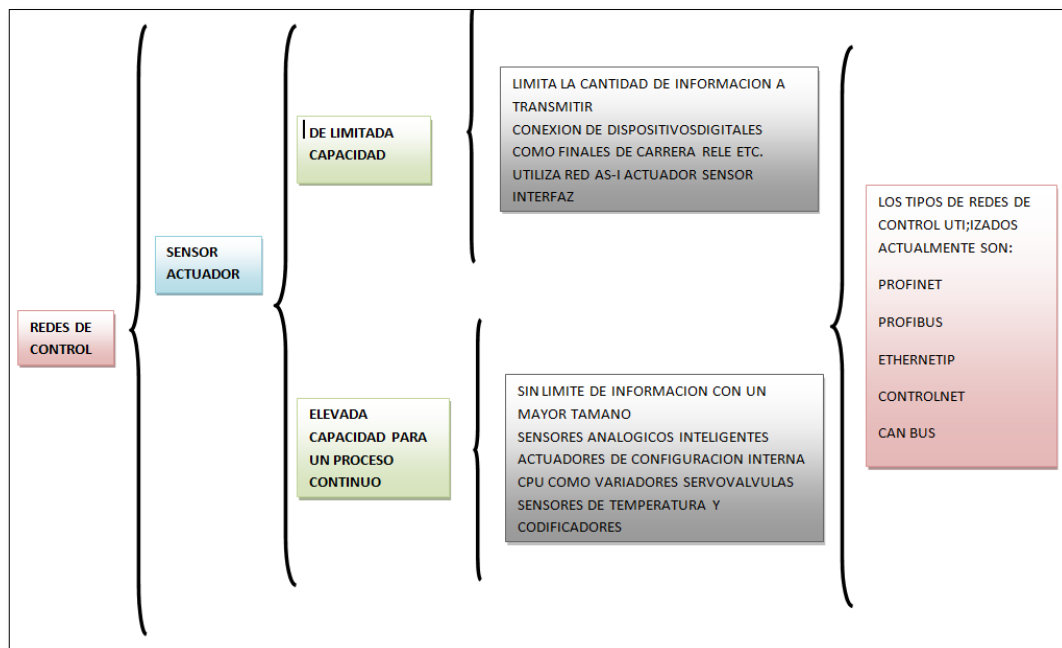 REDES DE
CONTROL
SENSOR
ACTUADOR
DE LIMITADA
CAPACIDAD
LIMITA LA CANTIDAD DE INFORMACION A
TRANSMITIR
CONEXION DE DISPOSITIVOSDIGITALES
COMO FINALES DE CARRERA RELE ETC.
UTILIZA RED AS-I ACTUADOR SENSOR
INTERFAZ
ELEVADA
CAPACIDAD PARA
UN PROCESO
CONTINUO
SIN LIMITE DE INFORMACION CON UN
MAYOR TAMANO
SENSORES ANALOGICOS INTELIGENTES
ACTUADORES DE CONFIGURACION INTERNA
CPU COMO VARIADORES SERVOVALVULAS
SENSORES DE TEMPERATURA Y
CODIFICADORES
LOS TIPOS DE REDES DE
CONTROL UTI;IZADOS
ACTUALMENTE SON:
PROFINET
PROFIBUS
ETHERNETIP
CONTROLNET
CAN BUS